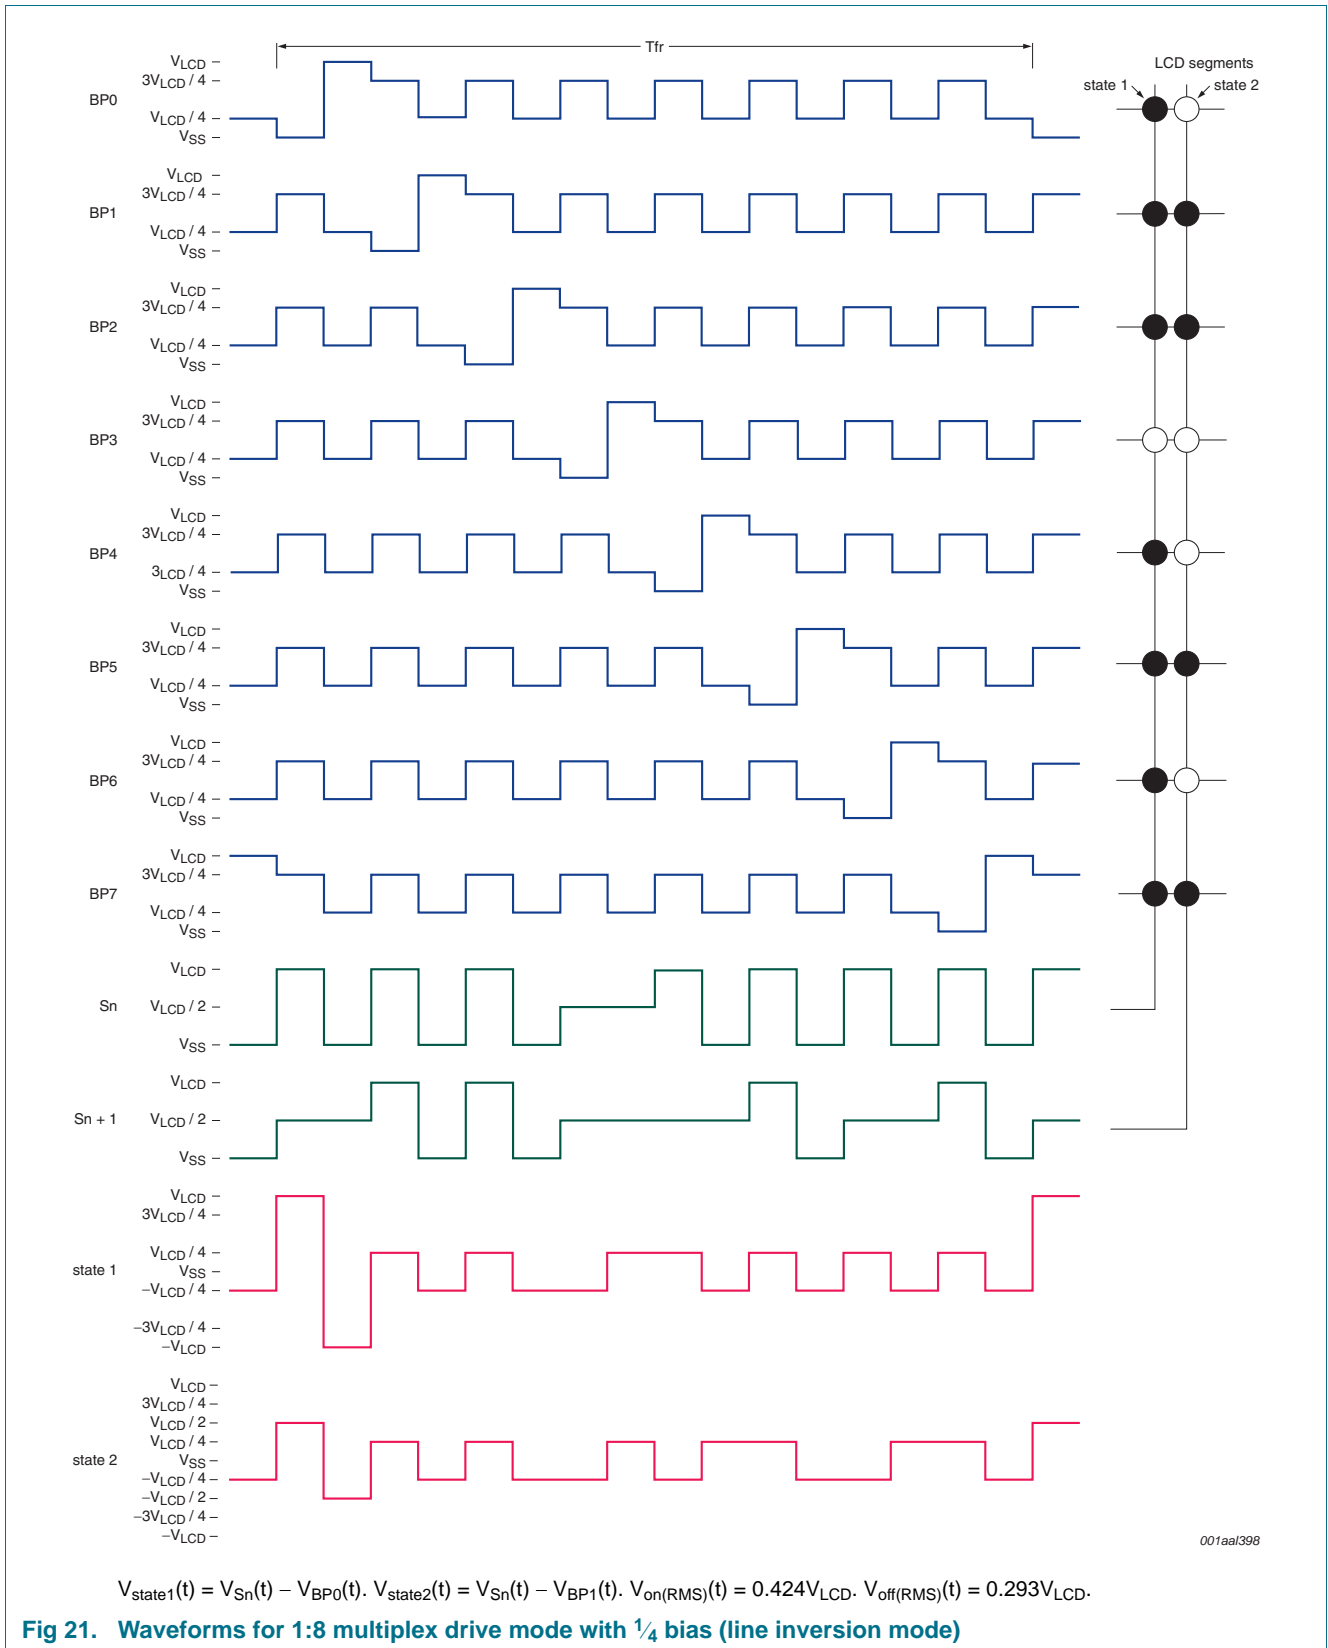 Tfr
LCD segments
state 1
state 2
BP0
VLCD
3VLCD / 4
VLCD / 4
VSS
BP1
VLCD
3VLCD / 4
VLCD / 4
VSS
BP2
VLCD
3VLCD / 4
VLCD / 4
VSS
BP3
VLCD
3VLCD / 4
VLCD / 4
VSS
BP4
VLCD
3VLCD / 4
3LCD / 4
VSS
BP5
VLCD
3VLCD / 4
VLCD / 4
VSS
BP6
VLCD
3VLCD / 4
VLCD / 4
VSS
BP7
VLCD
3VLCD / 4
VLCD / 4
VSS
Sn
VLCD
VLCD / 2
VSS
Sn + 1
VLCD
VLCD / 2
VSS
state 1
VLCD
3VLCD / 4
VLCD / 4
VSS
−VLCD / 4
−3VLCD / 4
−VLCD
state 2
VLCD
3VLCD / 4
VLCD / 2
VLCD / 4
VSS
−VLCD / 4
−VLCD / 2
−3VLCD / 4
−VLCD
001aal398
Vstate1(t) = VSn(t) − VBP0(t). Vstate2(t) = VSn(t) − VBP1(t). Von(RMS)(t) = 0.424VLCD. Voff(RMS)(t) = 0.293VLCD.
Fig 21. Waveforms for 1:8 multiplex drive mode with 1⁄4 bias (line inversion mode)